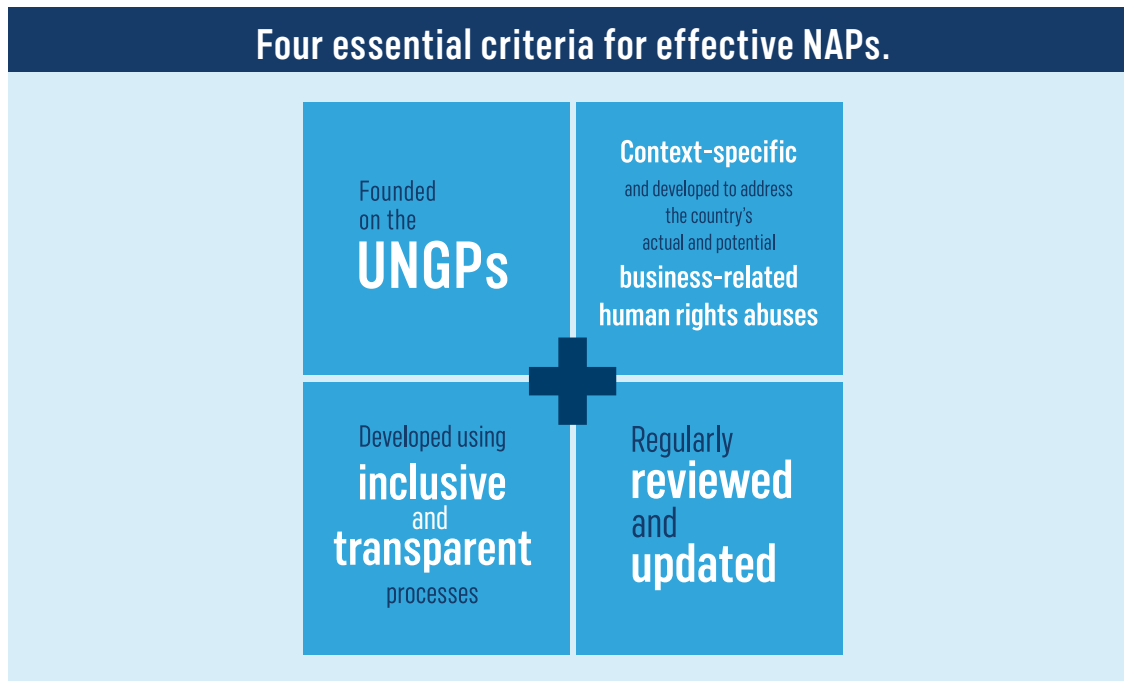 Four essential criteria for effective NAPs.
Founded
on the
UNGPs
Context-specific
and developed to address
the country's
actual and potential
business-related
human rights abuses
Developed using
inclusive
and
transparent
processes
Regularly
reviewed
and
updated